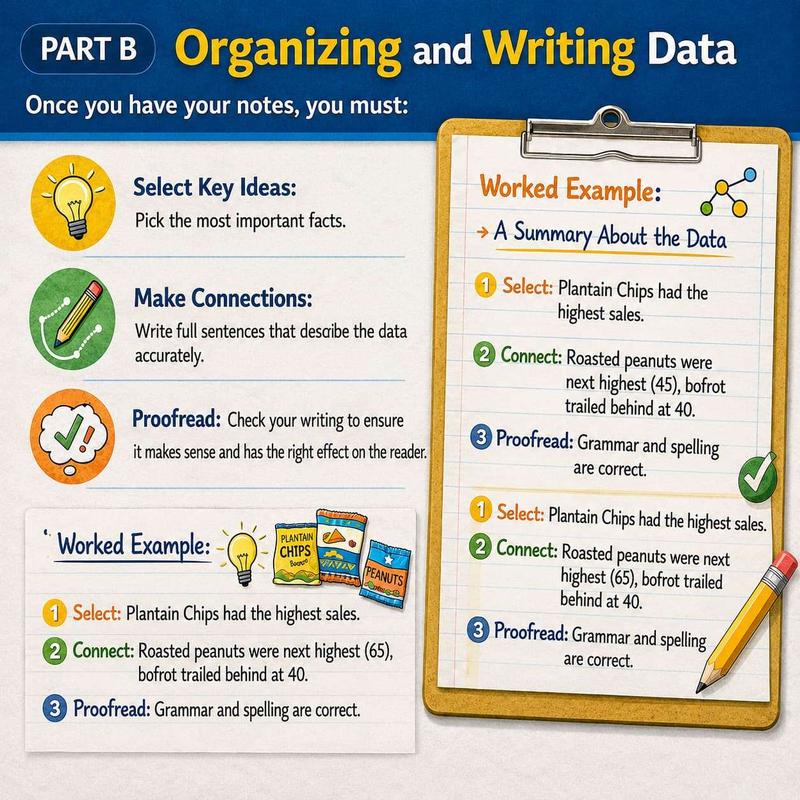 PART B Organizing and Writing Data
Once you have your notes, you must:
Select Key Ideas:
Pick the most important facts.
Make Connections:
Write full sentences that describe the data
accurately.
Proofread: Check your writing to ensure
it makes sense and has the right effect on the reader.
Worked Example:
PLANTAIN
CHIPS
PEANUTS
1 Select: Plantain Chips had the highest sales.
2 Connect: Roasted peanuts were next highest (65),
bofrot trailed behind at 40.
3 Proofread: Grammar and spelling are correct.
Worked Example:
→ A Summary About the Data
1 Select: Plantain Chips had the
highest sales.
2 Connect: Roasted peanuts were
next highest (45), bofrot
trailed behind at 40.
3 Proofread: Grammar and spelling
are correct.
1 Select: Plantain Chips had the highest sales.
2 Connect: Roasted peanuts were next
highest (65), bofrot trailed
behind at 40.
3 Proofread: Grammar and spelling
are correct.